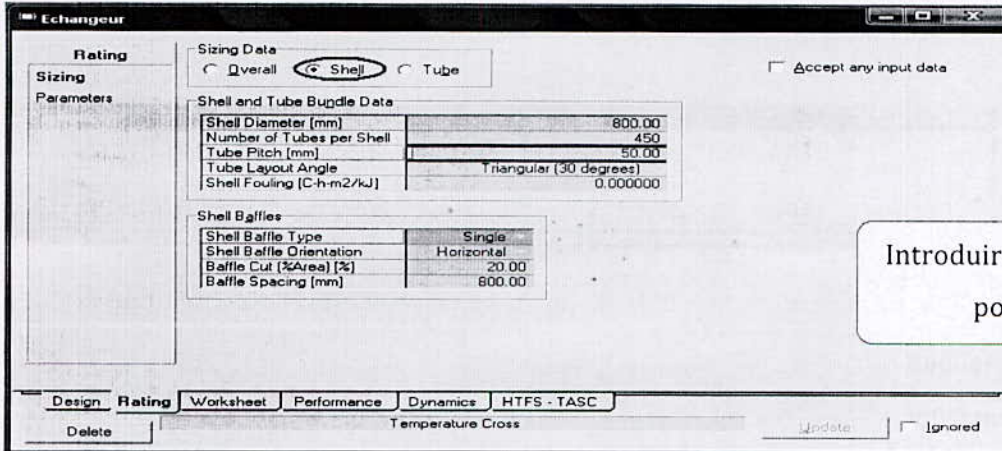 Echangeur
Rating
Sizing
Parameters
Sizing Data
Overall Shell Tube
Accept any input data
Shell and Tube Bundle Data
Shell Diameter [mm] 800.00
Number of Tubes per Shell 450
Tube Pitch [mm] 50.00
Tube Layout Angle Triangular (30 degrees)
Shell Fouling [C-h-m2/kJ] 0.000000
Shell Baffles
Shell Baffle Type Single
Shell Baffle Orientation Horizontal
Baffle Cut (%Area) [%] 20.00
Baffle Spacing [mm] 800.00
Introduir
po
Design Rating Worksheet Performance Dynamics HTFS - TASC
Delete Temperature Cross Update Ignored